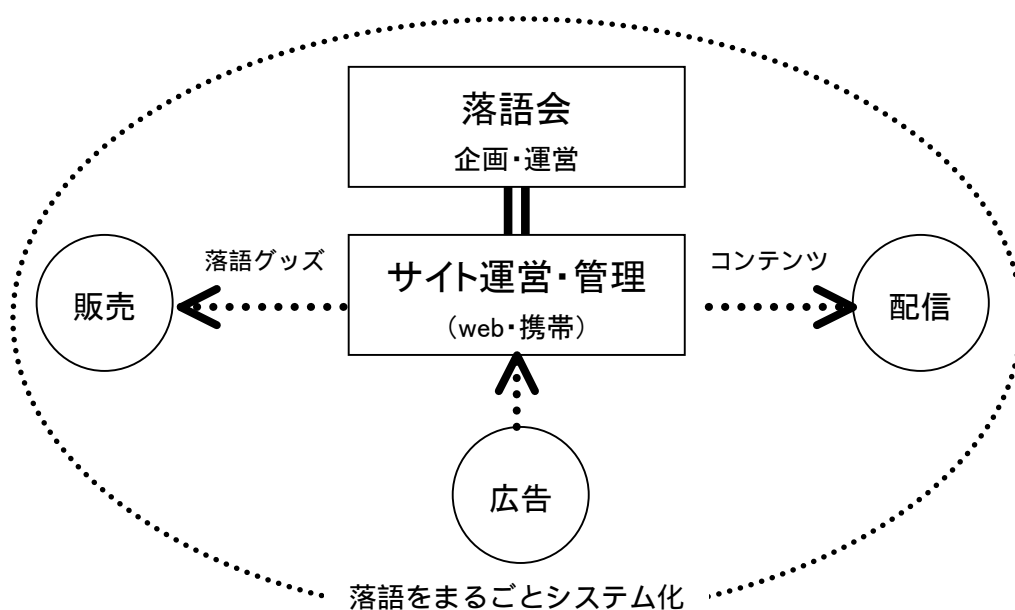 落語会
企画・運営
落語グッズ
サイト運営・管理
コンテンツ
販売
(web・携帯)
配信
広告
落語をまるごとシステム化